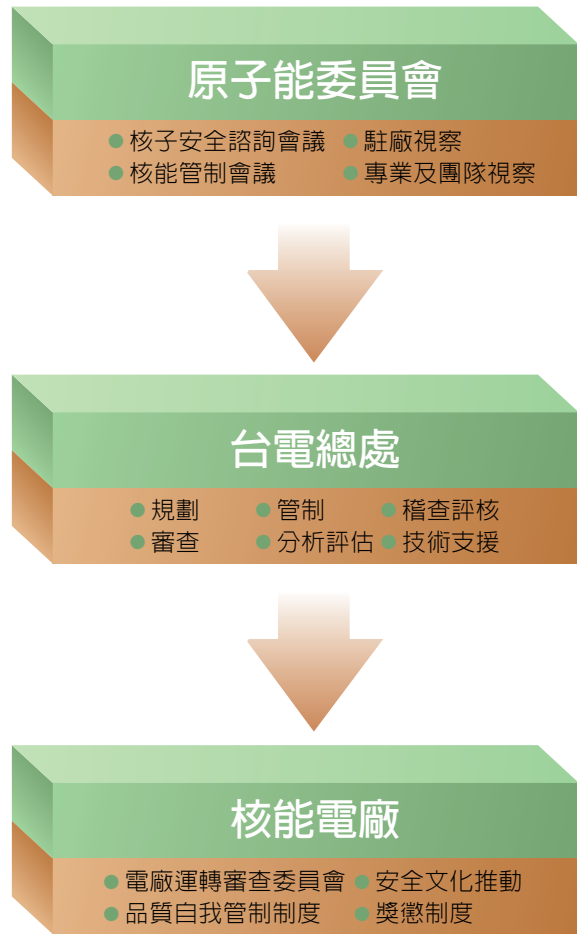 原子能委員會
● 核子安全諮詢會議 ● 駐廠視察
● 核能管制會議 ● 專業及團隊視察
台電總處
● 規劃 ● 管制 ● 稽查評核
● 審查 ● 分析評估 ● 技術支援
核能電廠
● 電廠運轉審查委員會 ● 安全文化推動
● 品質自我管制制度 ● 獎懲制度